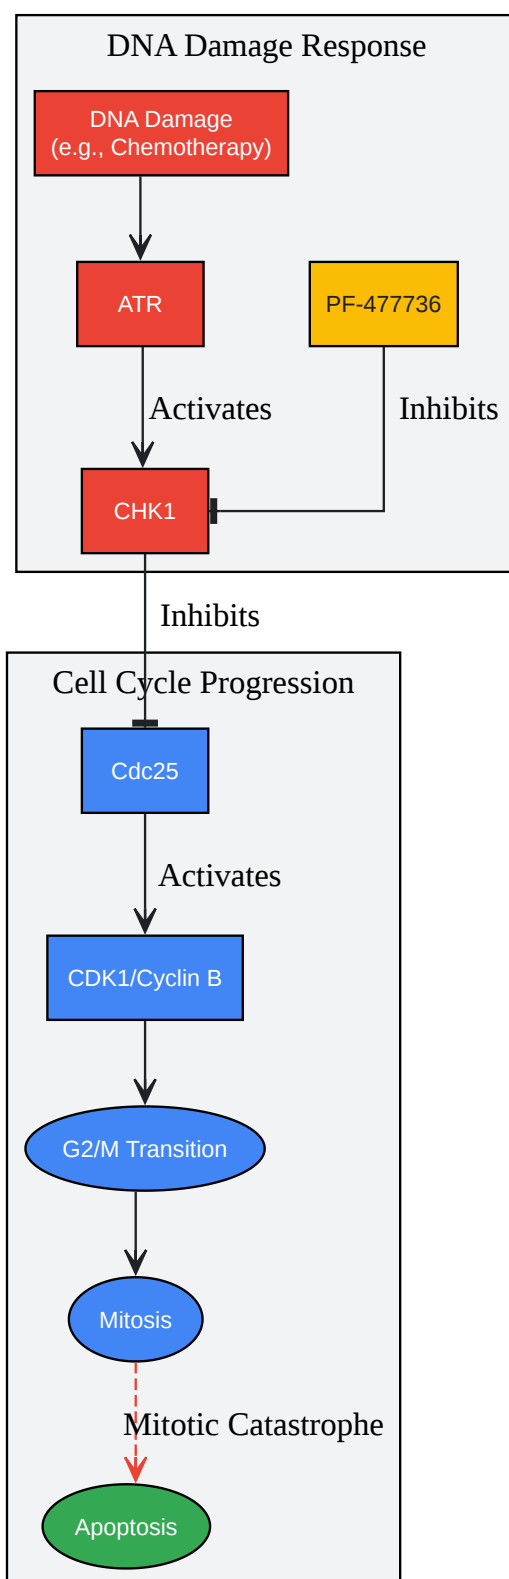 DNA Damage Response
DNA Damage
(e.g., Chemotherapy)
ATR
PF-477736
Activates
Inhibits
CHK1
Inhibits
Cell Cycle Progression
Cdc25
Activates
CDK1/Cyclin B
G2/M Transition
Mitosis
Mitotic Catastrophe
Apoptosis